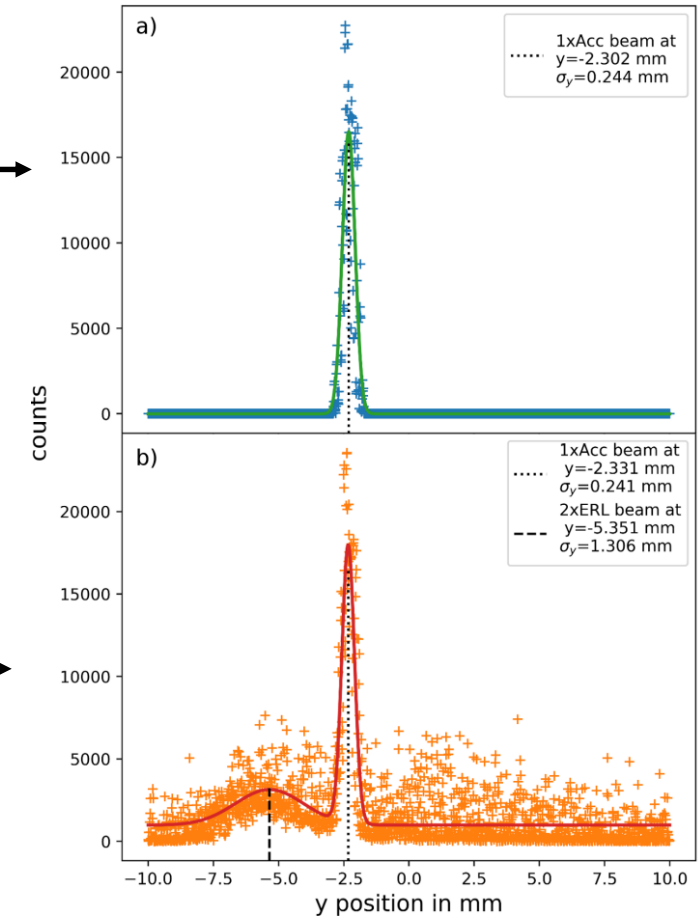 a)
1xAcc beam at
y=-2.302 mm
σy=0.244 mm
20000
15000
10000
5000
0
counts
b)
1xAcc beam at
y=-2.331 mm
σy=0.241 mm
2xERL beam at
y=-5.351 mm
σy=1.306 mm
20000
15000
10000
5000
0
−10.0 −7.5 −5.0 −2.5 0.0 2.5 5.0 7.5 10.0
y position in mm